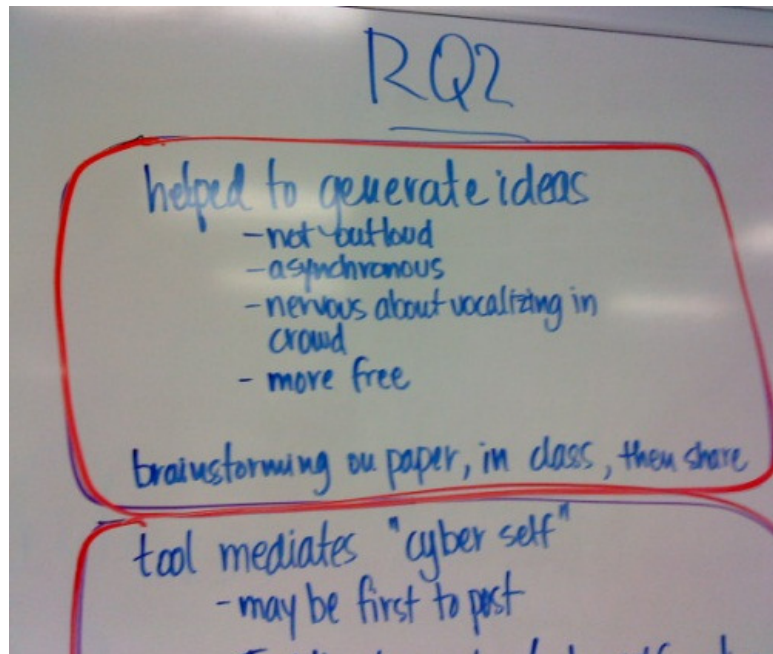 RQ2
helped to generate ideas
- not outloud
- asynchronous
- nervous about vocalizing in
crowd
- more free
brainstorming on paper, in class, then share
tool mediates "cyber self"
- may be first to post